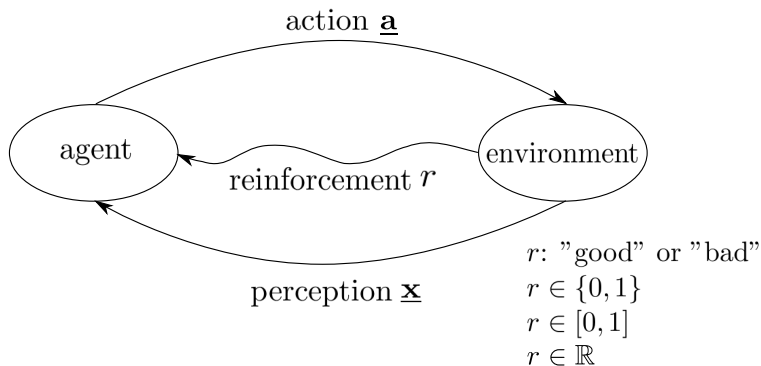 action a
agent
environment
reinforcement r
perception x
r: ”good” or ”bad”
r ∈ {0, 1}
r ∈ [0, 1]
r ∈ ℝ